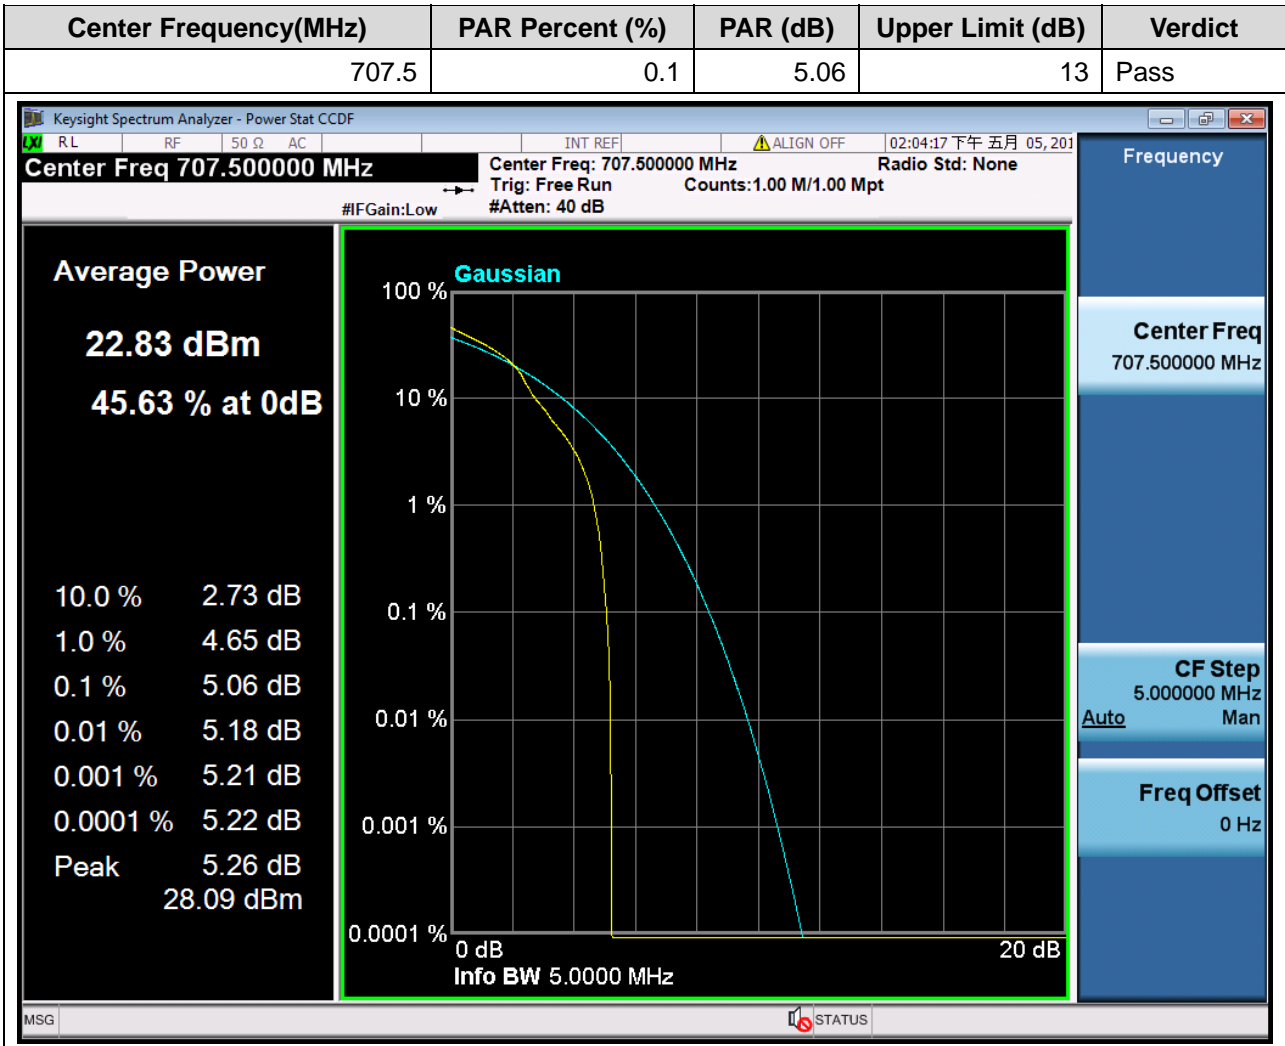 Center Frequency(MHz) PAR Percent (%) PAR (dB) Upper Limit (dB) Verdict
707.5 0.1 5.06 13 Pass
Keysight Spectrum Analyzer - Power Stat CCDF
LXI RL RF 50 Ω AC INT REF ALIGN OFF 02:04:17 下午 五月 05, 201
Center Freq 707.500000 MHz
Center Freq: 707.500000 MHz Radio Std: None
Trig: Free Run Counts:1.00 M/1.00 Mpt
#IFGain:Low #Atten: 40 dB
Average Power
22.83 dBm
45.63 % at 0dB
10.0 % 2.73 dB
1.0 % 4.65 dB
0.1 % 5.06 dB
0.01 % 5.18 dB
0.001 % 5.21 dB
0.0001 % 5.22 dB
Peak 5.26 dB
28.09 dBm
Gaussian
100 %
10 %
1 %
0.1 %
0.01 %
0.001 %
0.0001 %
0 dB 20 dB
Info BW 5.0000 MHz
Frequency
Center Freq
707.500000 MHz
CF Step
5.000000 MHz
Auto Man
Freq Offset
0 Hz
MSG STATUS